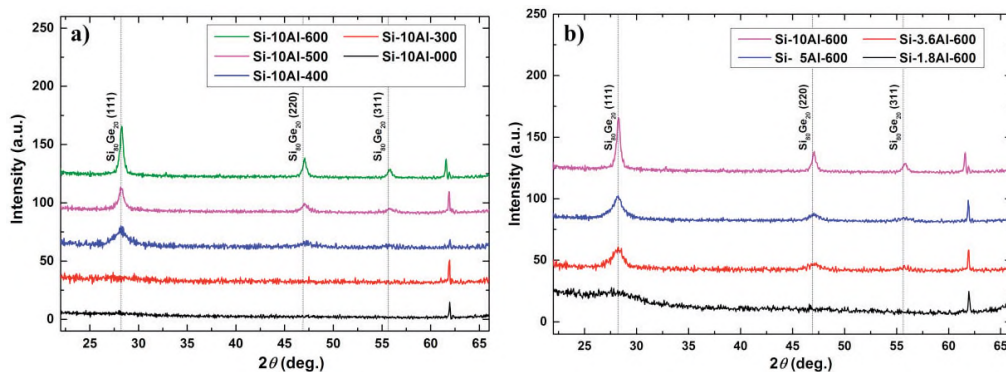 a)
Si-10Al-600 Si-10Al-300
Si-10Al-500 Si-10Al-000
Si-10Al-400
Si80Ge20 (111)
Si80Ge20 (220)
Si80Ge20 (311)
250
200
150
100
50
0
Intensity (a.u.)
25 30 35 40 45 50 55 60 65
2θ (deg.)
b)
Si-10Al-600 Si-3.6Al-600
Si- 5Al-600 Si-1.8Al-600
Si80Ge20 (111)
Si80Ge20 (220)
Si80Ge20 (311)
250
200
150
100
50
0
Intensity (a.u.)
25 30 35 40 45 50 55 60 65
2θ (deg.)